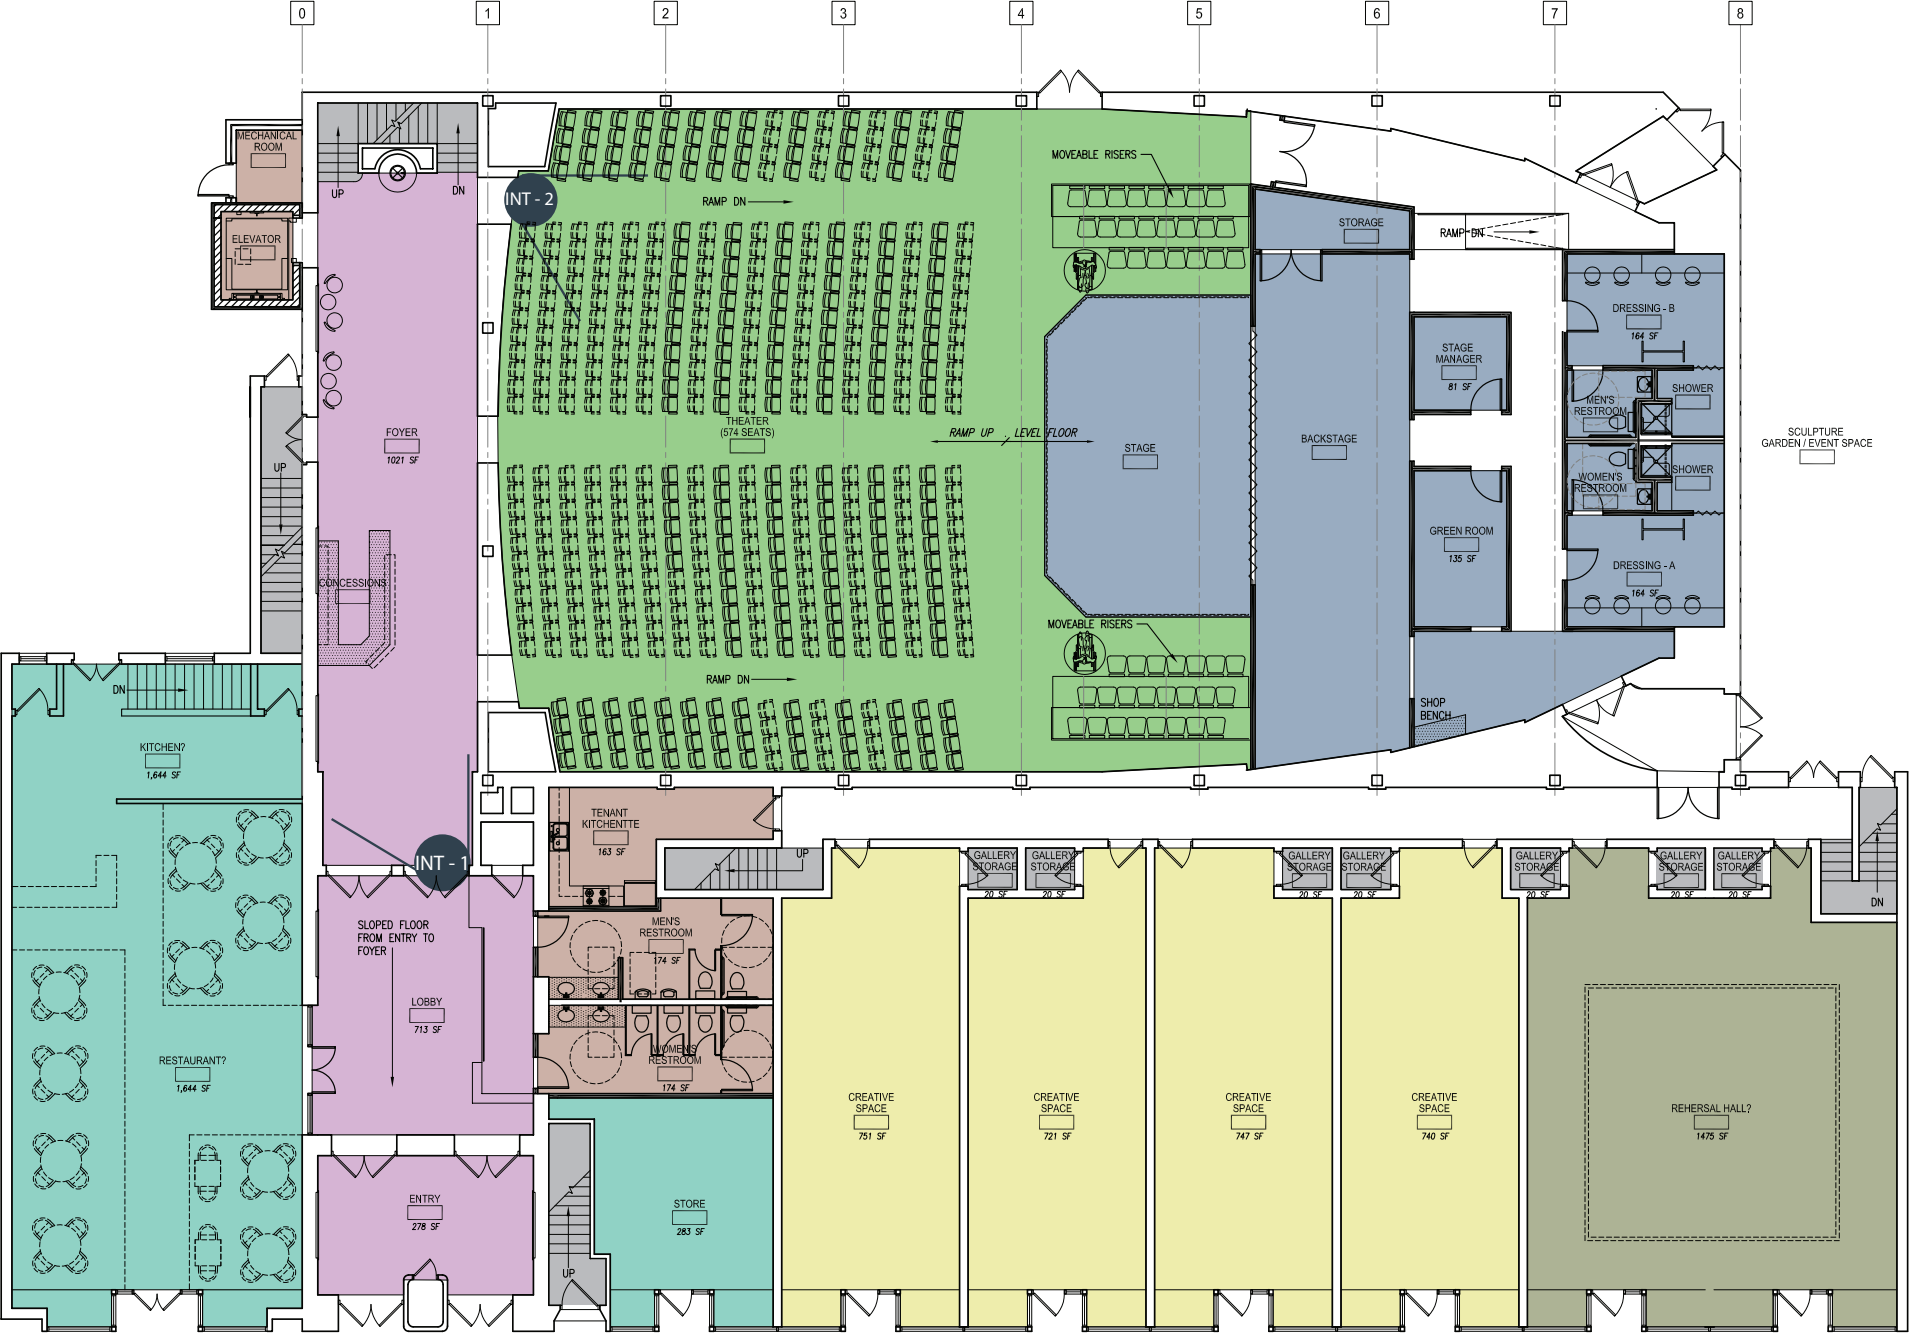 0
1
2
3
4
5
6
7
8
MECHANICAL
ROOM
UP
DN
ELEVATOR
INT - 2
RAMP DN
MOVEABLE RISERS
STORAGE
RAMP DN
DRESSING - B
164 SF
STAGE
MANAGER
81 SF
SHOWER
MEN'S
RESTROOM
FOYER
1021 SF
THEATER
(574 SEATS)
RAMP UP
LEVEL FLOOR
STAGE
BACKSTAGE
SCULPTURE
GARDEN / EVENT SPACE
UP
SHOWER
WOMEN'S
RESTROOM
GREEN ROOM
135 SF
DRESSING - A
164 SF
CONCESSIONS
MOVEABLE RISERS
RAMP DN
DN
SHOP
BENCH
KITCHEN?
1,644 SF
TENANT
KITCHENTTE
163 SF
INT - 1
UP
GALLERY
STORAGE
20 SF
GALLERY
STORAGE
20 SF
GALLERY
STORAGE
20 SF
GALLERY
STORAGE
20 SF
GALLERY
STORAGE
20 SF
GALLERY
STORAGE
20 SF
GALLERY
STORAGE
20 SF
DN
SLOPED FLOOR
FROM ENTRY TO
FOYER
MEN'S
RESTROOM
174 SF
LOBBY
713 SF
WOMEN'S
RESTROOM
174 SF
RESTAURANT?
1,644 SF
CREATIVE
SPACE
751 SF
CREATIVE
SPACE
721 SF
CREATIVE
SPACE
747 SF
CREATIVE
SPACE
740 SF
REHERSAL HALL?
1475 SF
ENTRY
278 SF
STORE
283 SF
UP